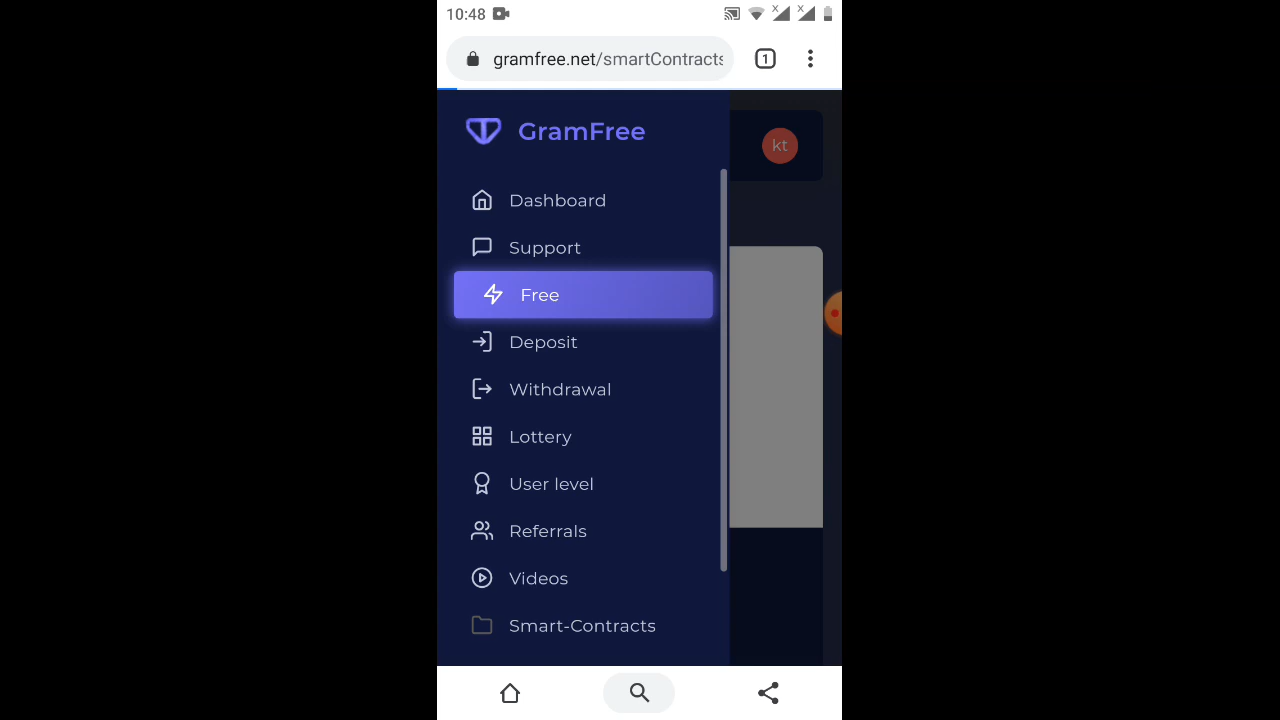 10:48
gramfree.net/smartContracts
1
GramFree
kt
Dashboard
Support
Free
Deposit
Withdrawal
Lottery
User level
Referrals
Videos
Smart-Contracts